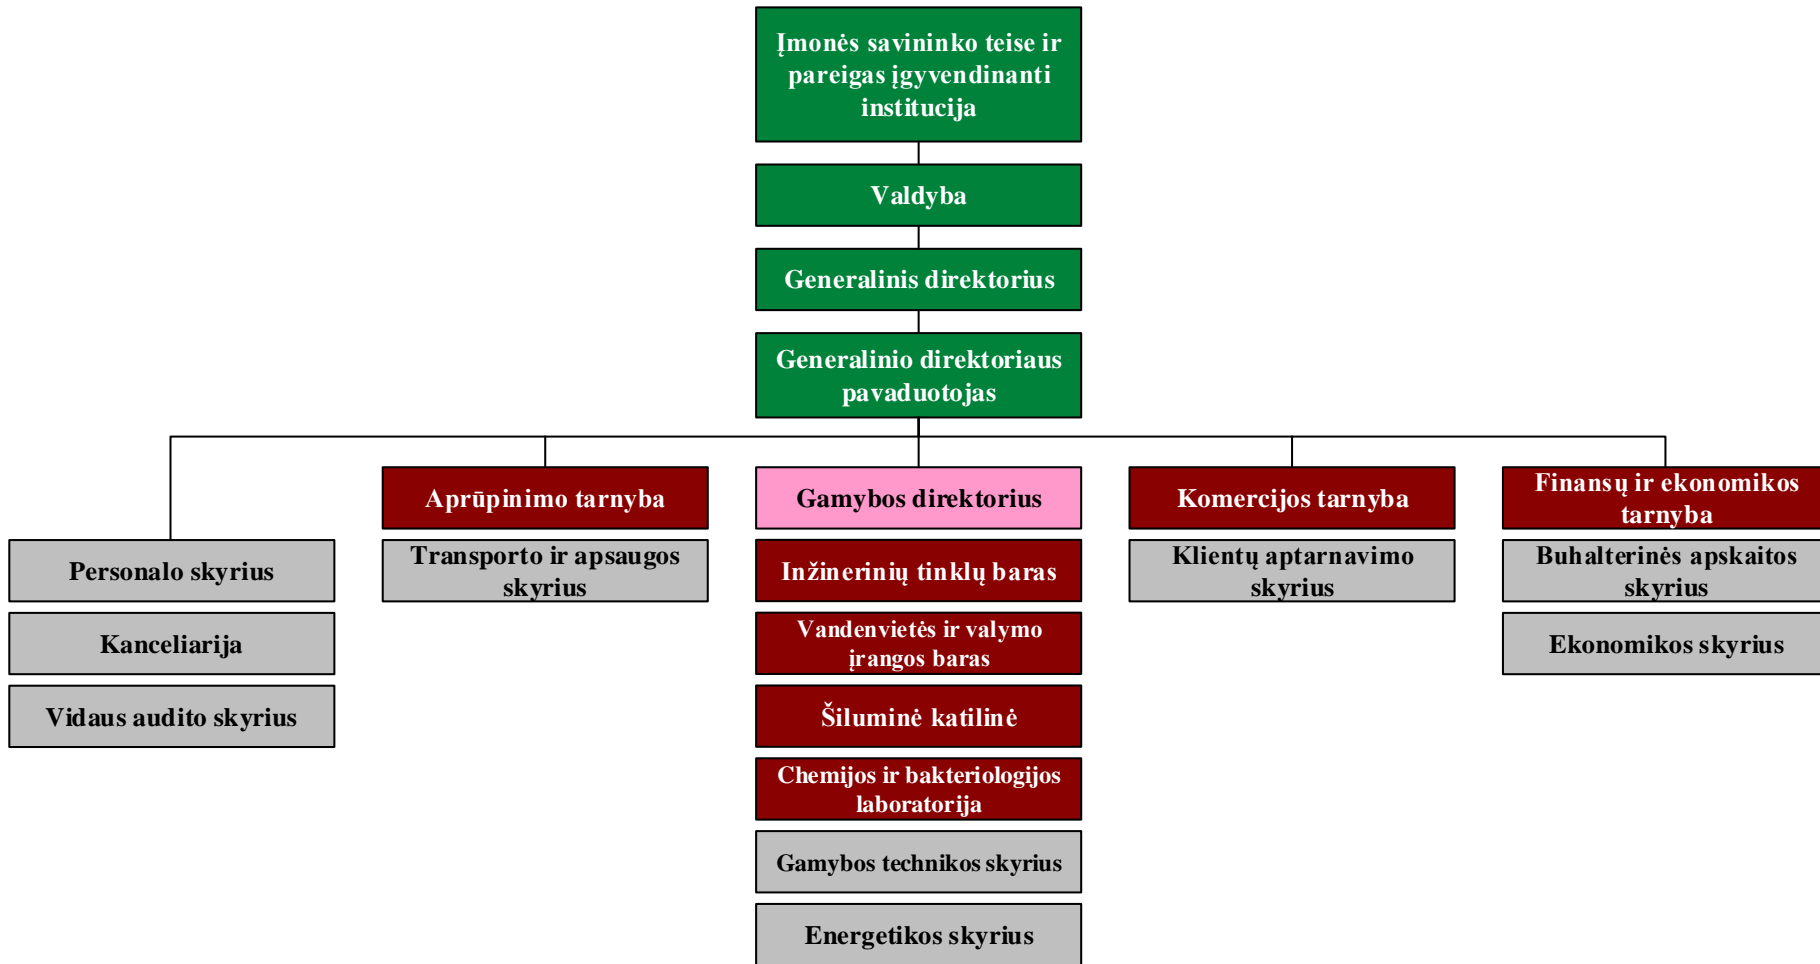 Įmonės savininko teise ir
pareigas įgyvendinanti
institucija
Valdyba
Generalinis direktorius
Generalinio direktoriaus
pavaduotojas
Personalo skyrius
Kanceliarija
Vidaus audito skyrius
Aprūpinimo tarnyba
Transporto ir apsaugos
skyrius
Gamybos direktorius
Inžinerinių tinklų baras
Vandenvietės ir valymo
įrangos baras
Šiluminė katilinė
Chemijos ir bakteriologijos
laboratorija
Gamybos technikos skyrius
Energetikos skyrius
Komercijos tarnyba
Klientų aptarnavimo
skyrius
Finansų ir ekonomikos
tarnyba
Buhalterinės apskaitos
skyrius
Ekonomikos skyrius